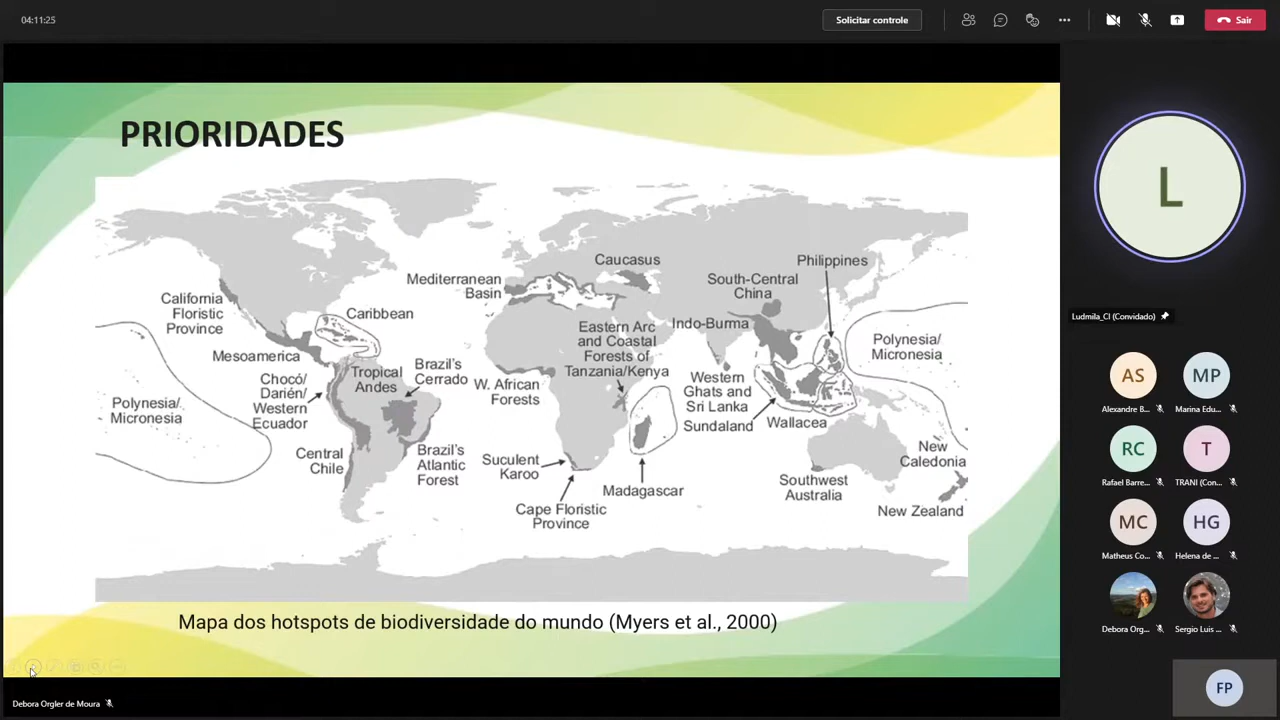 04:11:25
Solicitar controle
Sair
PRIORIDADES
Caucasus
Philippines
Mediterranean
Basin
South-Central
China
California
Floristic
Province
Caribbean
Indo-Burma
Eastern Arc
and Coastal
Forests of
Tanzania/Kenya
Polynesia/
Micronesia
Mesoamerica
Tropical
Andes
Brazil's
Cerrado
W. African
Forests
Western
Ghats and
Sri Lanka
Chocó/
Darién/
Western
Ecuador
Polynesia/
Micronesia
Sundaland
Wallacea
Central
Chile
Brazil's
Atlantic
Forest
Suculent
Karoo
Madagascar
Cape Floristic
Province
Southwest
Australia
New
Caledonia
New Zealand
Mapa dos hotspots de biodiversidade do mundo (Myers et al., 2000)
Debora Orgler de Moura
L
Ludmila_CI (Convidado)
AS
MP
Alexandre B...
Marina Edu...
RC
T
Rafael Barre...
TRANI (Con...
MC
HG
Matheus Co...
Helena de ...
Debora Org...
Sergio Luis ...
FP